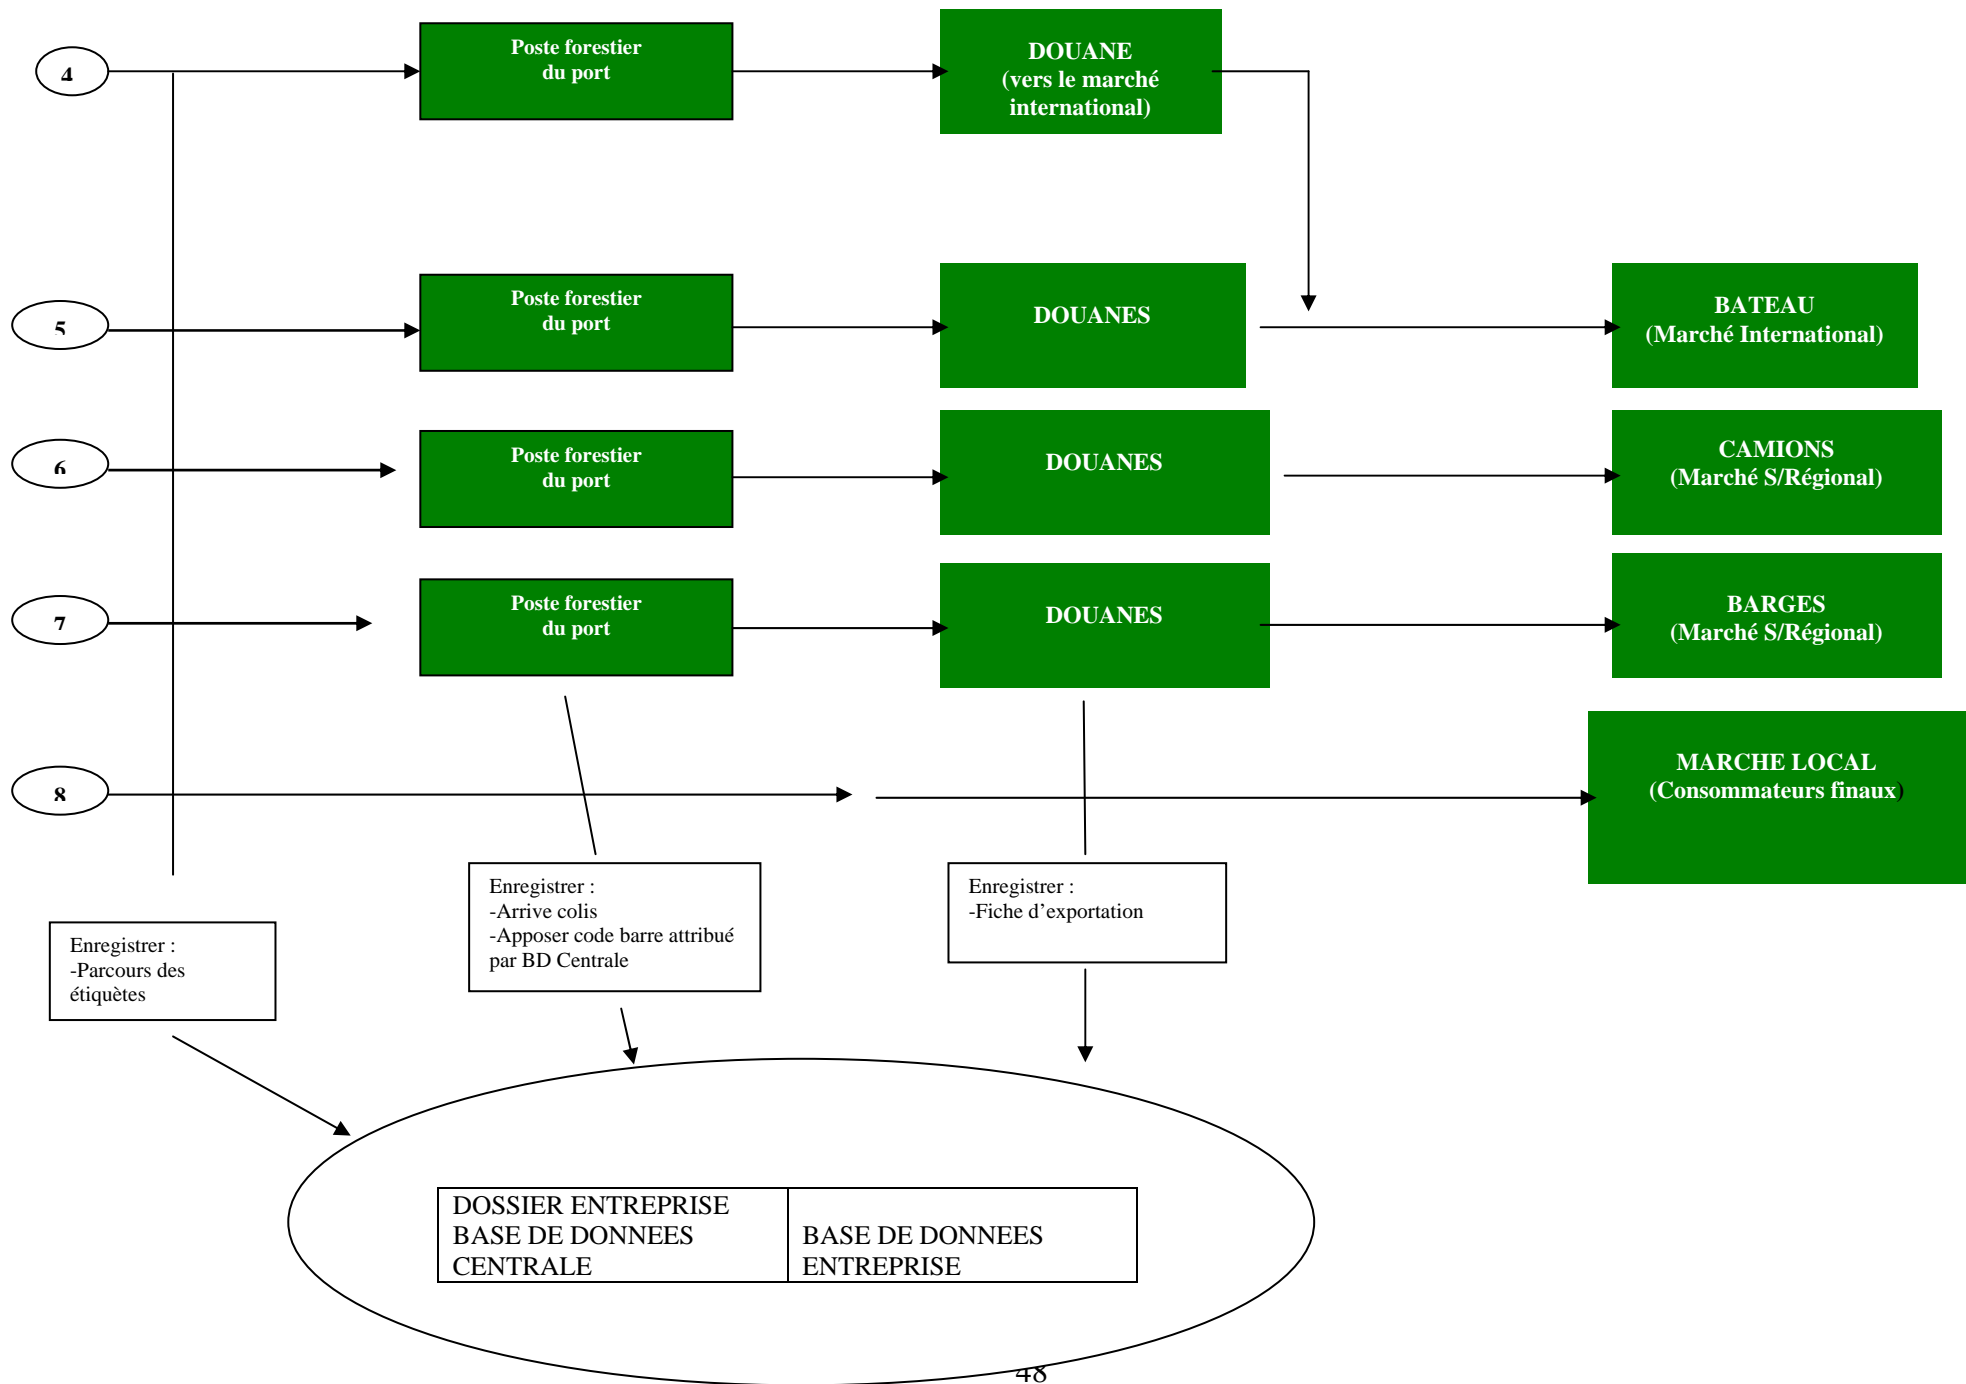 4
Poste forestier
du port
DOUANE
(vers le marché
international)
5
Poste forestier
du port
DOUANES
BATEAU
(Marché International)
6
Poste forestier
du port
DOUANES
CAMIONS
(Marché S/Régional)
7
Poste forestier
du port
DOUANES
BARGES
(Marché S/Régional)
8
MARCHE LOCAL
(Consommateurs finaux)
Enregistrer :
-Parcours des
étiquètes
Enregistrer :
-Arrive colis
-Apposer code barre attribué
par BD Centrale
Enregistrer :
-Fiche d’exportation
DOSSIER ENTREPRISE
BASE DE DONNEES
CENTRALE
BASE DE DONNEES
ENTREPRISE
48